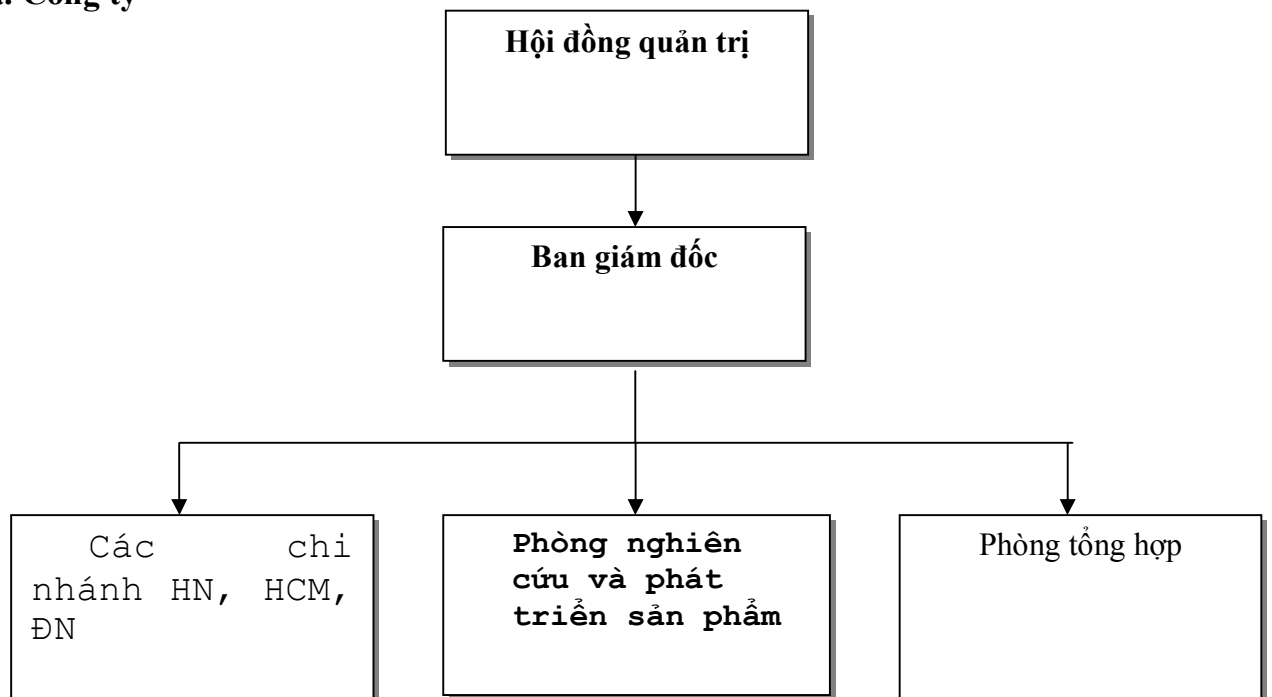 Công ty
Hội đồng quản trị
Ban giám đốc
Các chi
nhánh HN, HCM,
ĐN
Phòng nghiên
cứu và phát
triển sản phẩm
Phòng tổng hợp